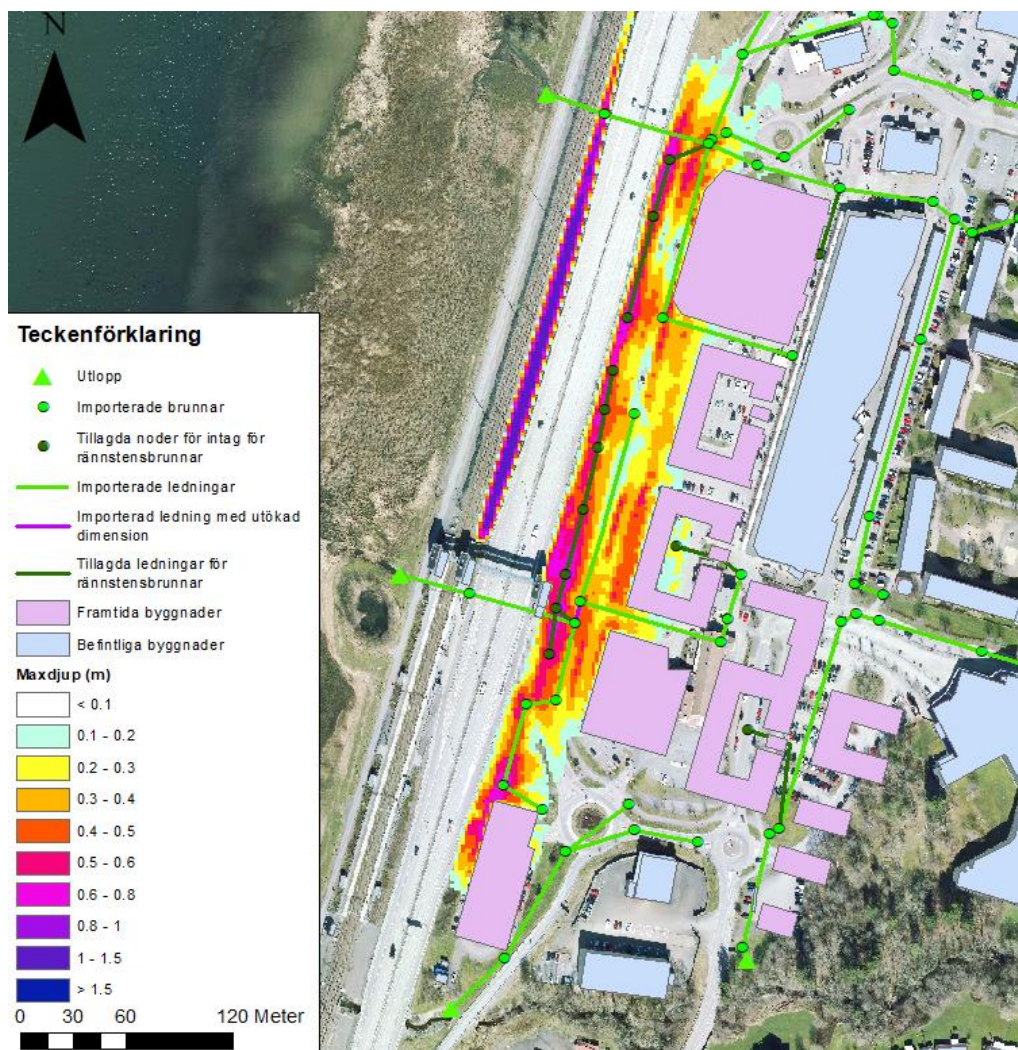 N
Teckenförklaring
Utlopp
Importerade brunnar
Tillagda noder för intag för
rännstensbrunnar
Importerade ledningar
Importerad ledning med utökad
dimension
Tillagda ledningar för
rännstensbrunnar
Framtida byggnader
Befintliga byggnader
Maxdjup (m)
< 0.1
0.1 - 0.2
0.2 - 0.3
0.3 - 0.4
0.4 - 0.5
0.5 - 0.6
0.6 - 0.8
0.8 - 1
1 - 1.5
> 1.5
0 30 60 120 Meter